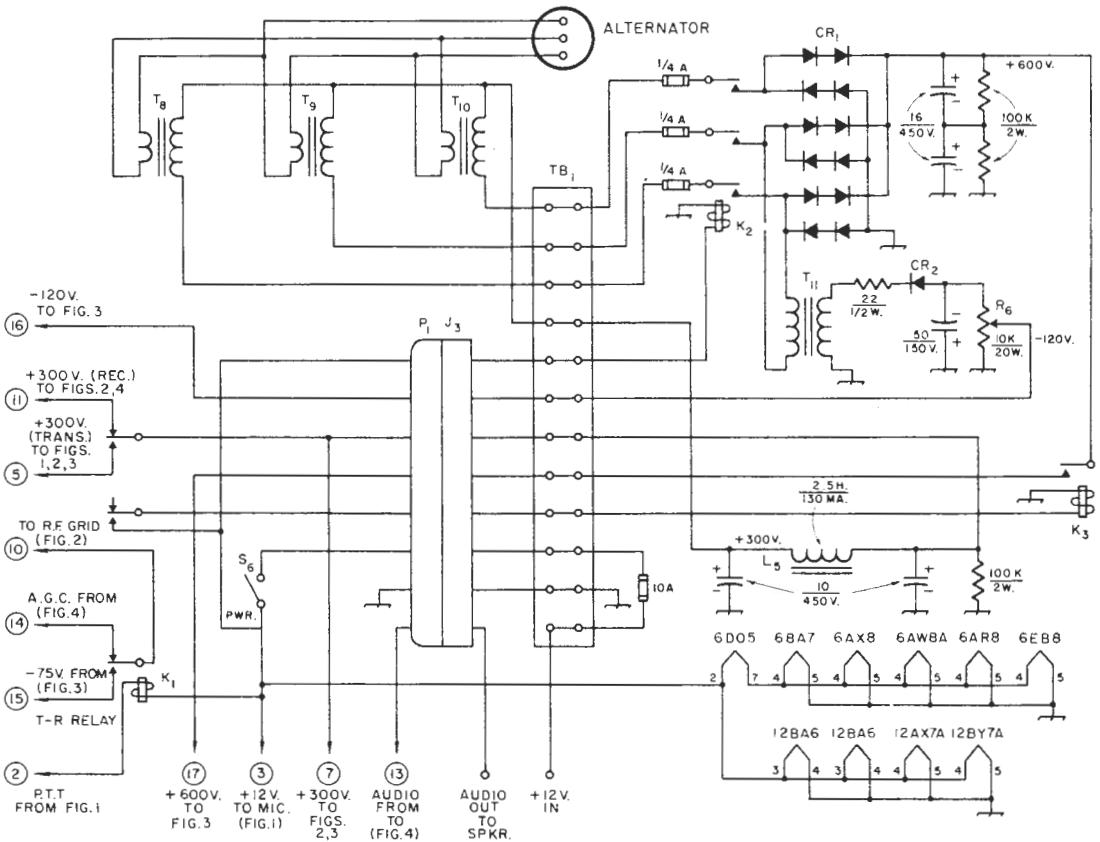 ALTERNATOR
T8
T9
T10
1/4 A
1/4 A
1/4 A
CR1
+600V.
16
450V.
100K
2W.
TB1
K2
T11
CR2
22
1/2W.
50
150V.
R6
10K
20W.
-120V.
-120V.
TO FIG. 3
16
P1 J3
+300V. (REC.)
TO FIGS. 2,4
11
+300V.
(TRANS.)
TO FIGS.
1,2,3
5
2.5H.
130 MA.
K3
TO R.F. GRID
(FIG.2)
10
S6
PWR.
+300V.
L5
10
450V.
100K
2W.
10A
A.G.C. FROM
(FIG.4)
14
-75V. FROM
(FIG.3)
15
K1
T-R RELAY
6DO5 6BA7 6AX8 6AW8A 6AR8 6EB8
2 7 4 5 4 5 4 5 4 5 4 5
12BA6 12BA6 12AX7A 12BY7A
3 4 3 4 4 5 4 5
2
P.T.T
FROM FIG.1
17
+600V.
TO
FIG.3
3
+12V.
TO MIC.
(FIG.1)
7
+300V.
TO
FIGS.
2,3
13
AUDIO
FROM
TO
(FIG.4)
AUDIO
OUT
TO
SPKR.
+12V.
IN